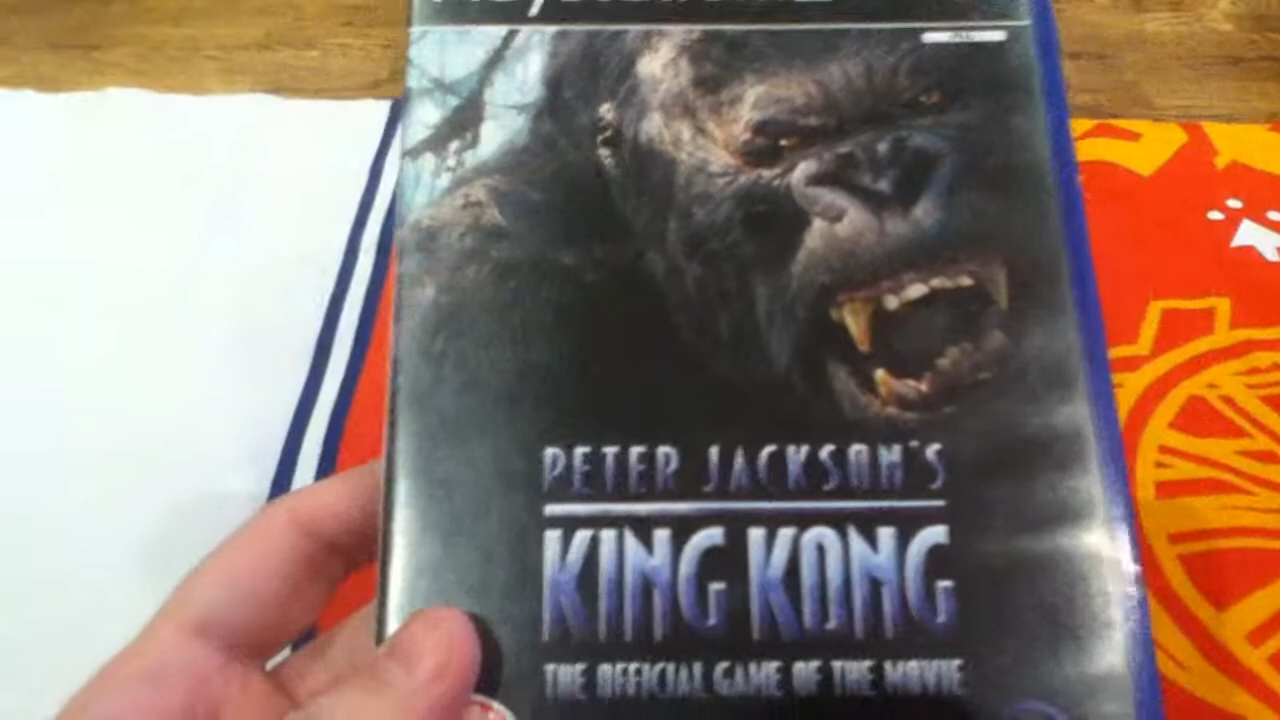 PETER JACKSON'S
KING KONG
THE OFFICIAL GAME OF THE MOVIE